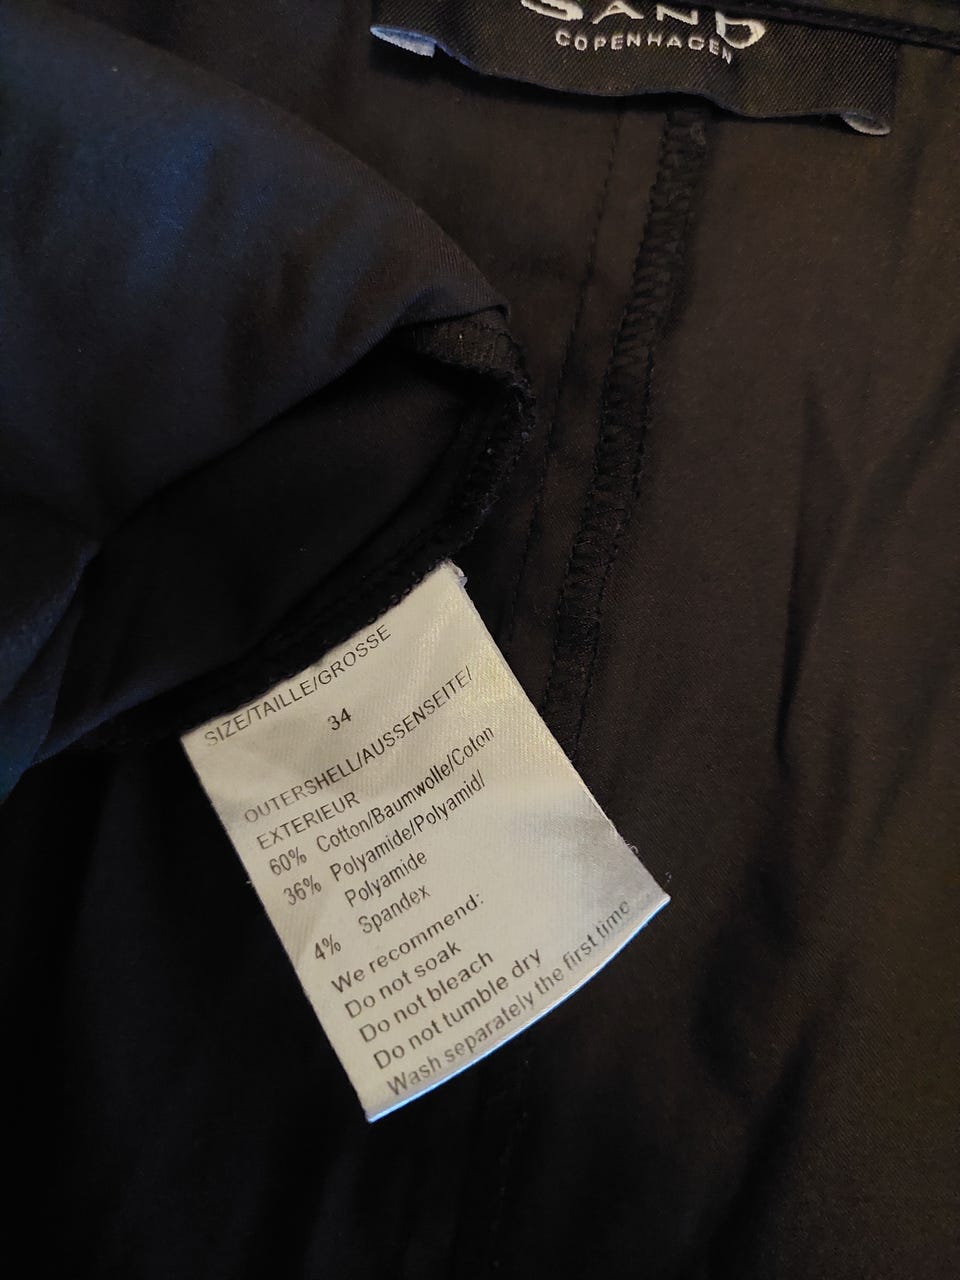 SAND
COPENHAGEN
SIZE/TAILLE/GROSSE
34
OUTERSHELL/AUSSENSEITE/
EXTERIEUR
60% Cotton/Baumwolle/Coton
36% Polyamide/Polyamid/
Polyamide
4% Spandex
We recommend:
Do not soak
Do not bleach
Do not tumble dry
Wash separately the first time